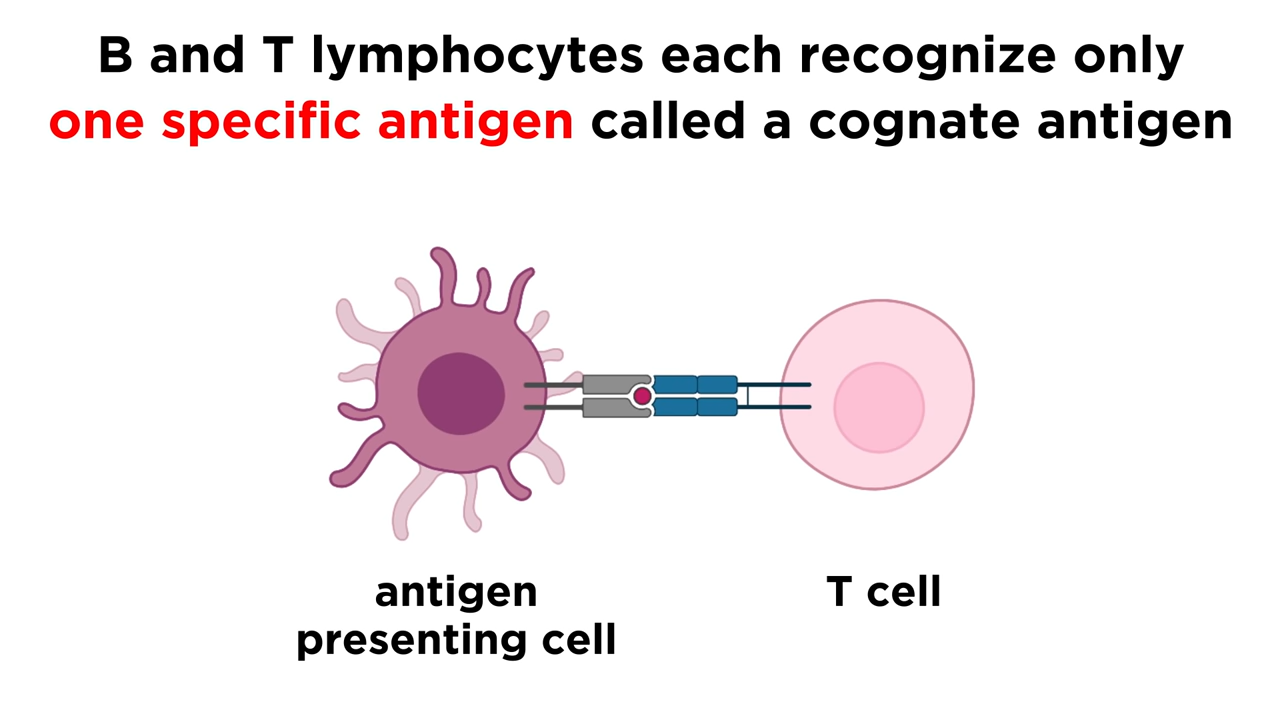 B and T lymphocytes each recognize only
one specific antigen called a cognate antigen
antigen
presenting cell
T cell